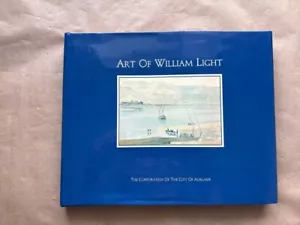 ART OF WILLIAM LIGHT
THE CORPORATION OF THE CITY OF ADELAIDE